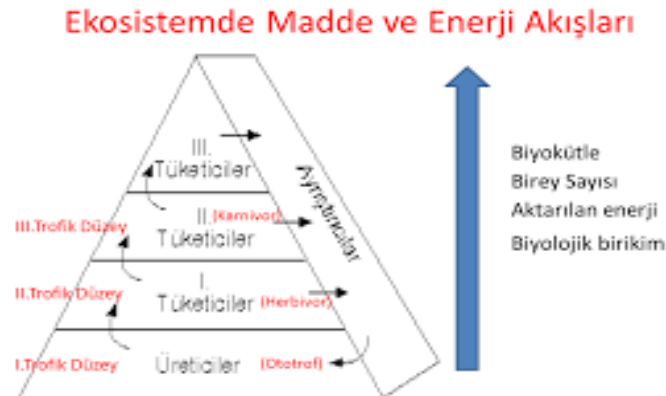 Ekosistemde Madde ve Enerji Akışları
III.
Tüketiciler
III.Trofik Düzey
II. (Karnivor)
Tüketiciler
II.Trofik Düzey
I.
Tüketiciler (Herbivor)
I.Trofik Düzey
Üreticiler (Ototrof)
Ayrıştırıcılar
Biyokütle
Birey Sayısı
Aktarılan enerji
Biyolojik birikim